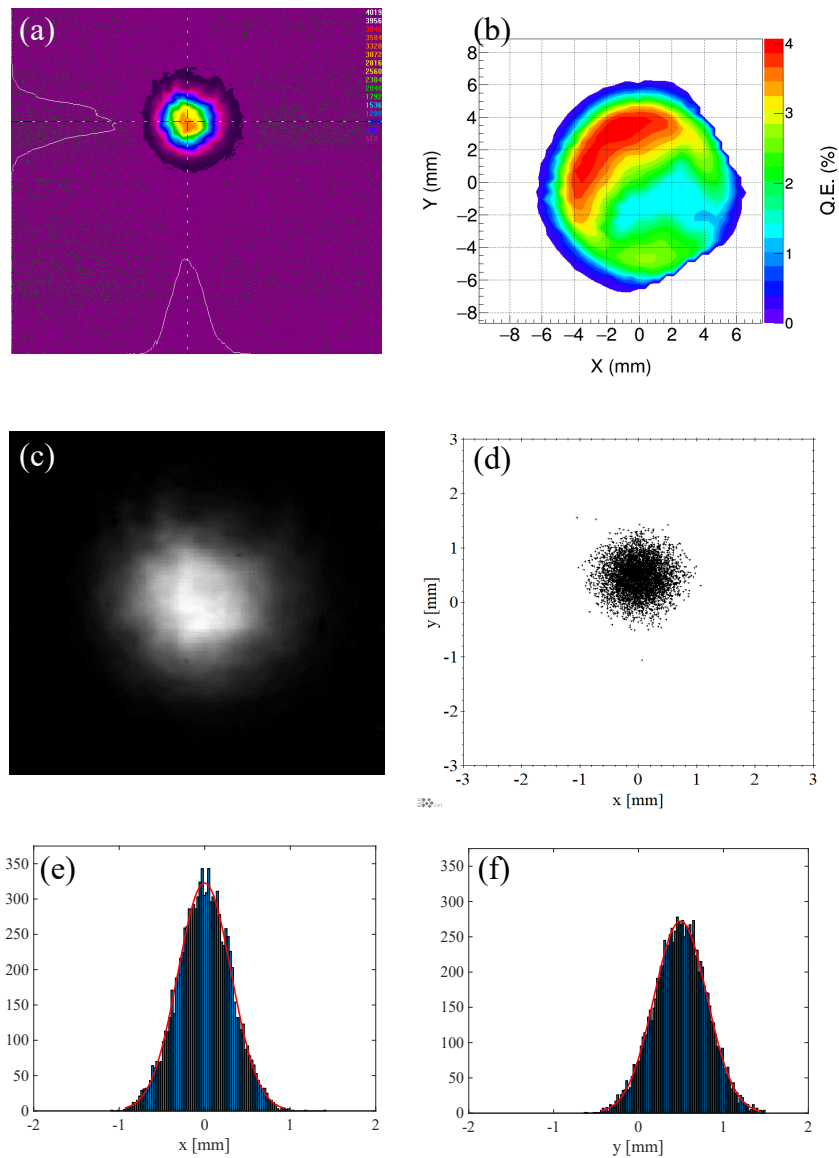 (a)
4019
3956
3840
3584
3328
3072
2816
2560
2304
2048
1792
1536
512
(b)
8
6
4
2
0
−2
−4
−6
−8
−8 −6 −4 −2 0 2 4 6
X (mm)
Y (mm)
4
3
2
1
0
Q.E. (%)
(c)
(d)
3
2
1
0
-1
-2
-3
-3 -2 -1 0 1 2 3
x [mm]
y [mm]
(e)
350
300
250
200
150
100
50
0
-2 -1 0 1 2
x [mm]
(f)
350
300
250
200
150
100
50
0
-2 -1 0 1 2
y [mm]